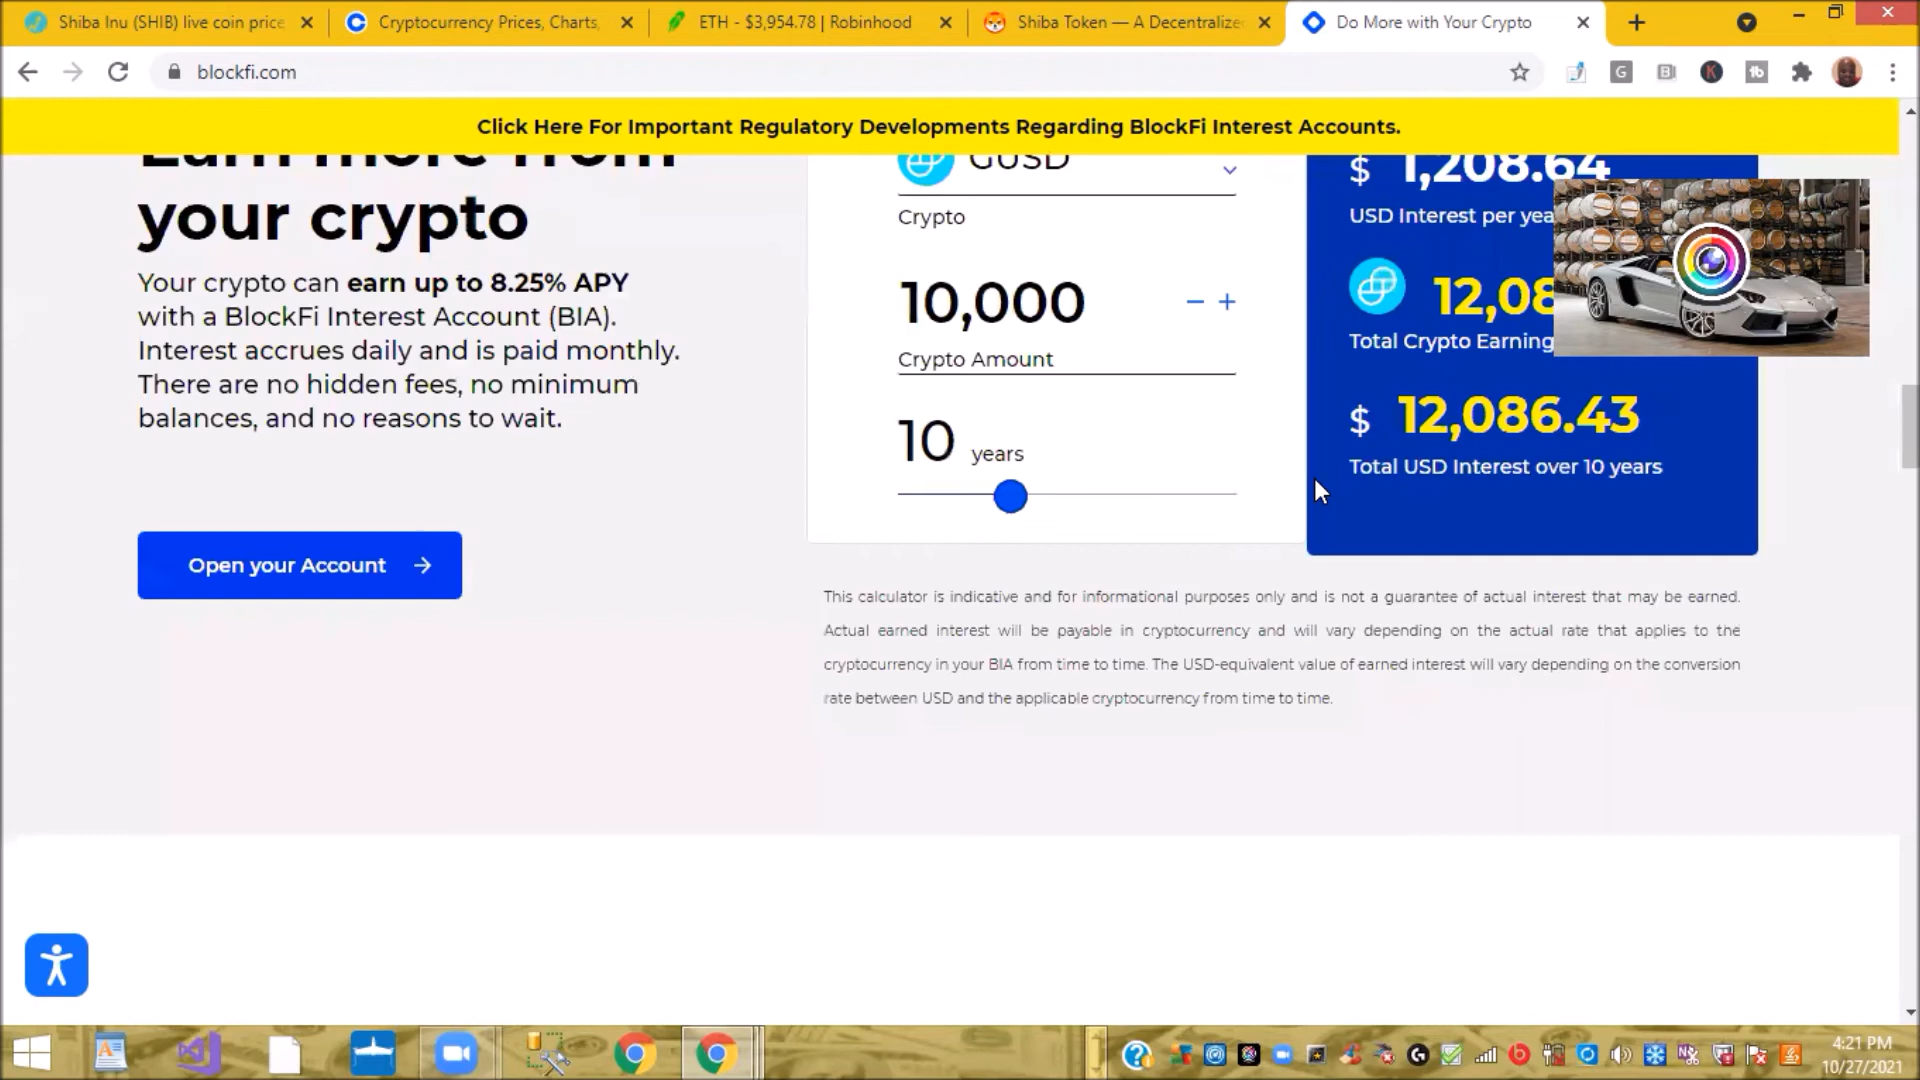 Shiba Inu (SHIB) live coin price
Cryptocurrency Prices, Charts,
ETH - $3,954.78 | Robinhood
Shiba Token — A Decentralize
Do More with Your Crypto
blockfi.com
Click Here For Important Regulatory Developments Regarding BlockFi Interest Accounts.
Earn more from
your crypto
Your crypto can earn up to 8.25% APY
with a BlockFi Interest Account (BIA).
Interest accrues daily and is paid monthly.
There are no hidden fees, no minimum
balances, and no reasons to wait.
Open your Account
GUSD
Crypto
10,000
Crypto Amount
10 years
$ 1,208.64
USD Interest per yea
12,08
Total Crypto Earning
$ 12,086.43
Total USD Interest over 10 years
This calculator is indicative and for informational purposes only and is not a guarantee of actual interest that may be earned.
Actual earned interest will be payable in cryptocurrency and will vary depending on the actual rate that applies to the
cryptocurrency in your BIA from time to time. The USD-equivalent value of earned interest will vary depending on the conversion
rate between USD and the applicable cryptocurrency from time to time.
4:21 PM
10/27/2021